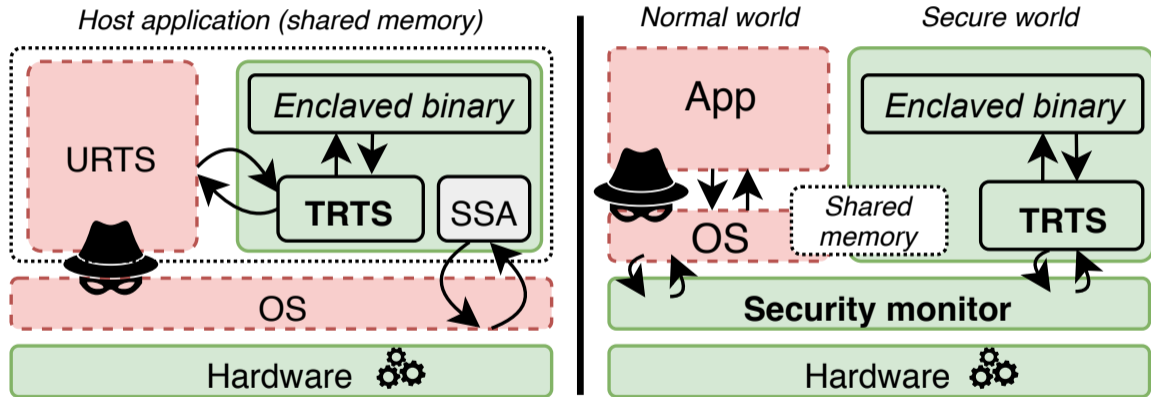 Host application (shared memory)
URTS
Enclaved binary
TRTS
SSA
OS
Hardware
Normal world
Secure world
App
Enclaved binary
Shared
memory
TRTS
OS
Security monitor
Hardware